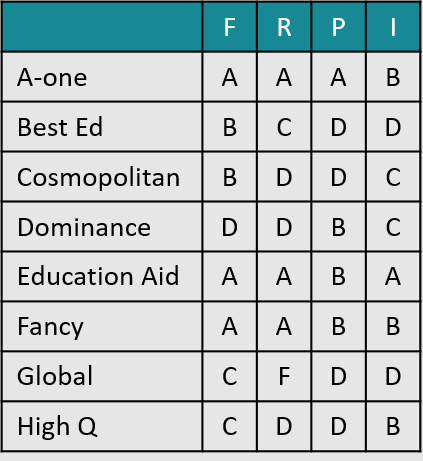 F R P I
A-one A A A B
Best Ed B C D D
Cosmopolitan B D D C
Dominance D D B C
Education Aid A A B A
Fancy A A B B
Global C F D D
High Q C D D B